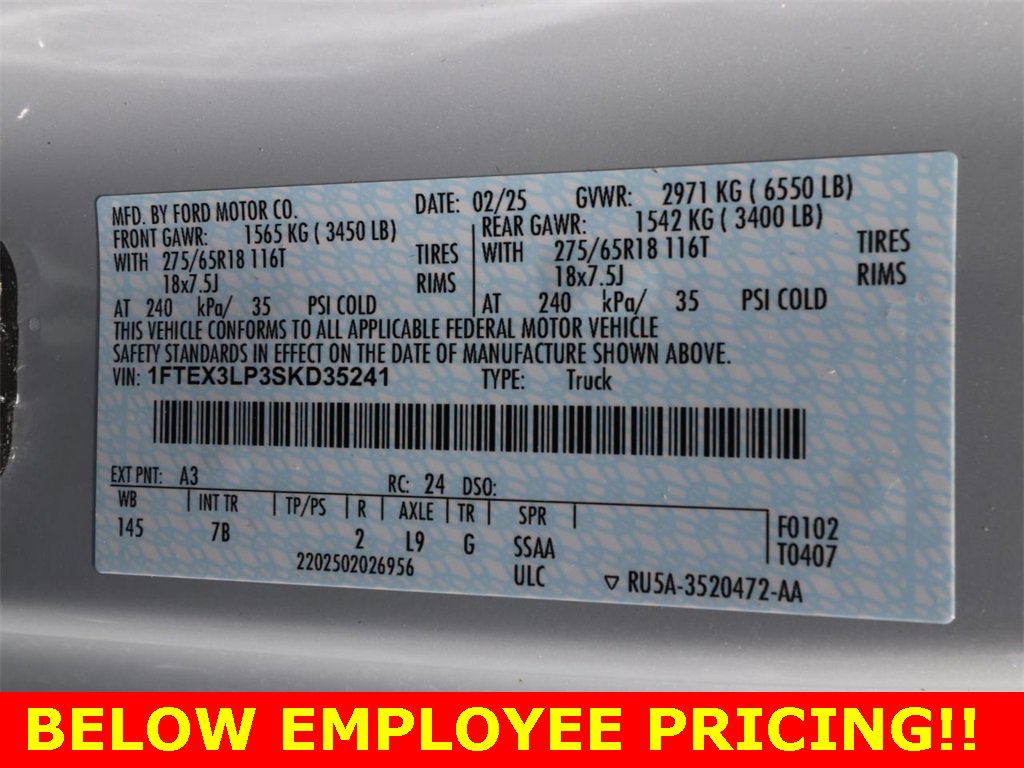 MFD. BY FORD MOTOR CO. DATE: 02/25 GVWR: 2971 KG ( 6550 LB)
FRONT GAWR: 1565 KG ( 3450 LB) REAR GAWR: 1542 KG ( 3400 LB)
WITH 275/65R18 116T TIRES WITH 275/65R18 116T TIRES
18x7.5J RIMS 18x7.5J RIMS
AT 240 kPa/ 35 PSI COLD AT 240 kPa/ 35 PSI COLD
THIS VEHICLE CONFORMS TO ALL APPLICABLE FEDERAL MOTOR VEHICLE
SAFETY STANDARDS IN EFFECT ON THE DATE OF MANUFACTURE SHOWN ABOVE.
VIN: 1FTEX3LP3SKD35241 TYPE: Truck
EXT PNT: A3 RC: 24 DSO:
WB INT TR TP/PS R AXLE TR SPR F0102
145 7B 2 L9 G SSAA T0407
2202502026956 ULC ▽ RU5A-3520472-AA
BELOW EMPLOYEE PRICING!!